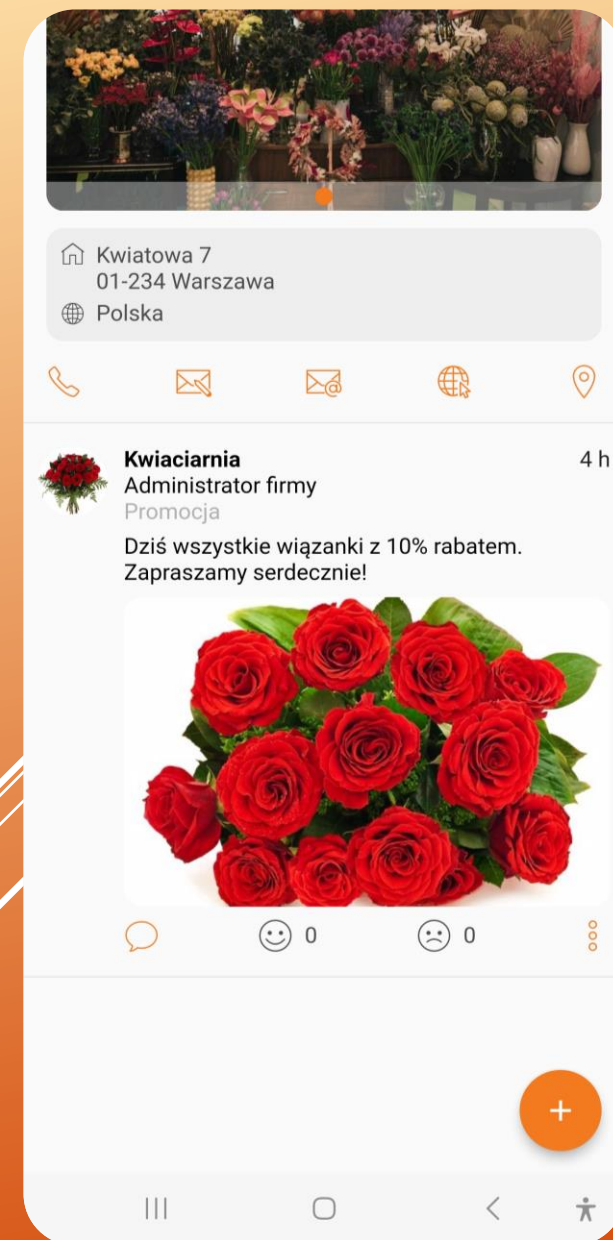 Kwiatowa 7
01-234 Warszawa
Polska
Kwiaciarnia 4 h
Administrator firmy
Promocja
Dziś wszystkie wiązanki z 10% rabatem.
Zapraszamy serdecznie!
0 0